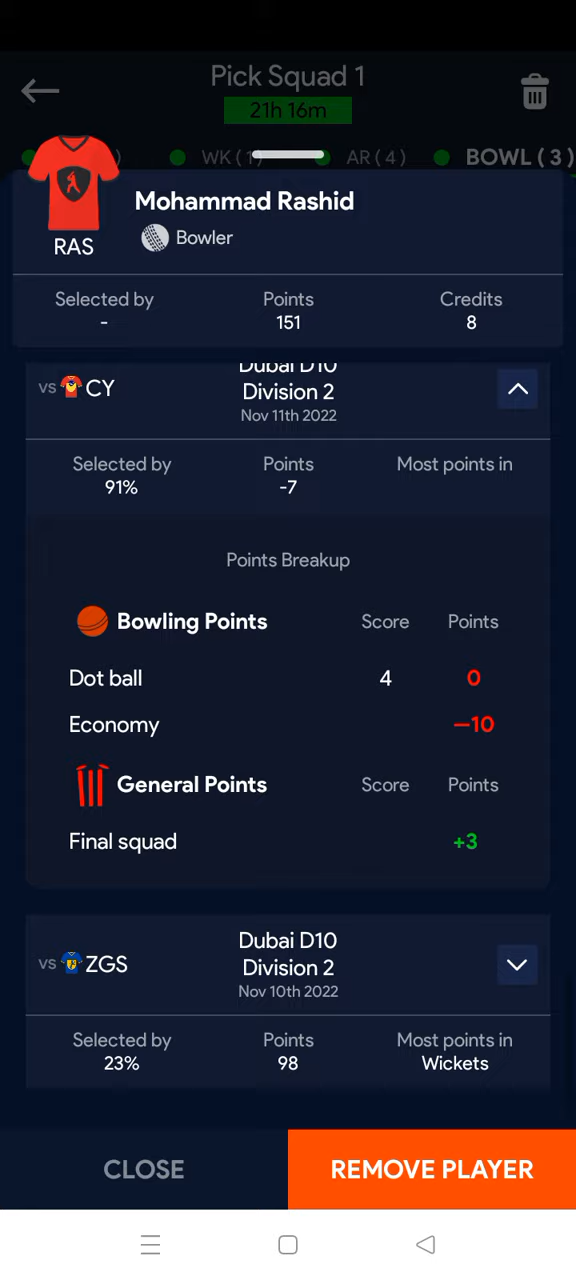 Pick Squad 1
21h 16m
WK ( 1 AR ( 4 ) BOWL ( 3 )
Mohammad Rashid
RAS
Bowler
Selected by Points Credits
- 151 8
Dubai D10
vs CY Division 2
Nov 11th 2022
Selected by Points Most points in
91% -7
Points Breakup
Bowling Points Score Points
Dot ball 4 0
Economy –10
General Points Score Points
Final squad +3
Dubai D10
vs ZGS Division 2
Nov 10th 2022
Selected by Points Most points in
23% 98 Wickets
CLOSE REMOVE PLAYER